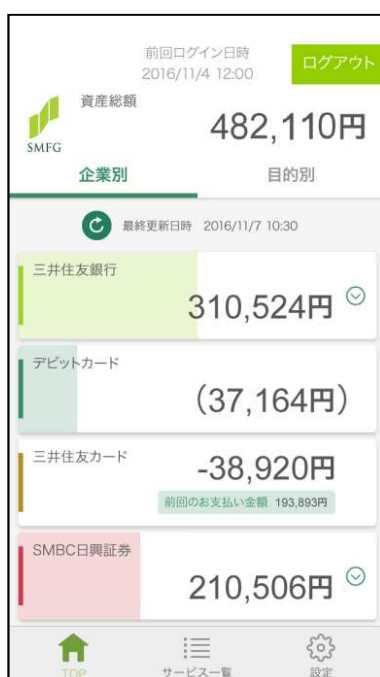 前回ログイン日時
2016/11/4 12:00
ログアウト
資産総額
SMFG
482,110円
企業別
目的別
最終更新日時 2016/11/7 10:30
三井住友銀行
310,524円
デビットカード
(37,164円)
三井住友カード
-38,920円
前回のお支払い金額 193,893円
SMBC日興証券
210,506円
TOP
サービス一覧
設定